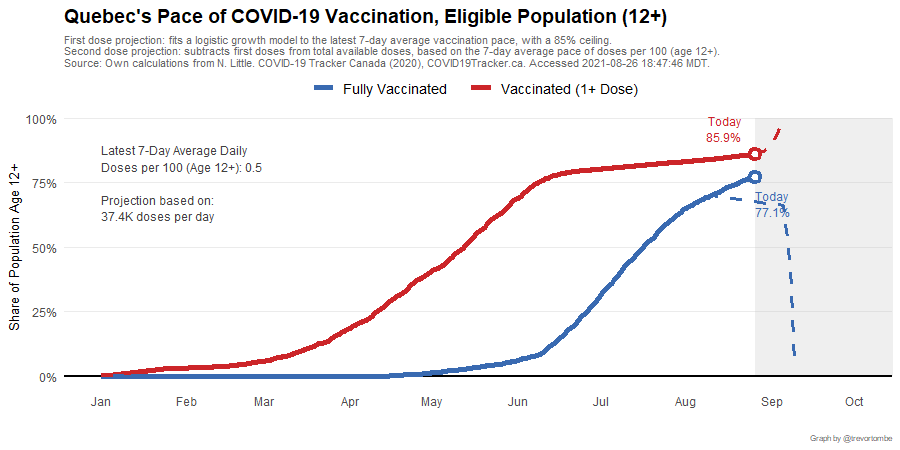 Quebec's Pace of COVID-19 Vaccination, Eligible Population (12+)
First dose projection: fits a logistic growth model to the latest 7-day average vaccination pace, with a 85% ceiling.
Second dose projection: subtracts first doses from total available doses, based on the 7-day average pace of doses per 100 (age 12+).
Source: Own calculations from N. Little. COVID-19 Tracker Canada (2020), COVID19Tracker.ca. Accessed 2021-08-26 18:47:46 MDT.
Fully Vaccinated Vaccinated (1+ Dose)
Share of Population Age 12+
100%
75%
50%
25%
0%
Latest 7-Day Average Daily
Doses per 100 (Age 12+): 0.5
Projection based on:
37.4K doses per day
Today
85.9%
Today
77.1%
Jan Feb Mar Apr May Jun Jul Aug Sep Oct
Graph by @trevortombe